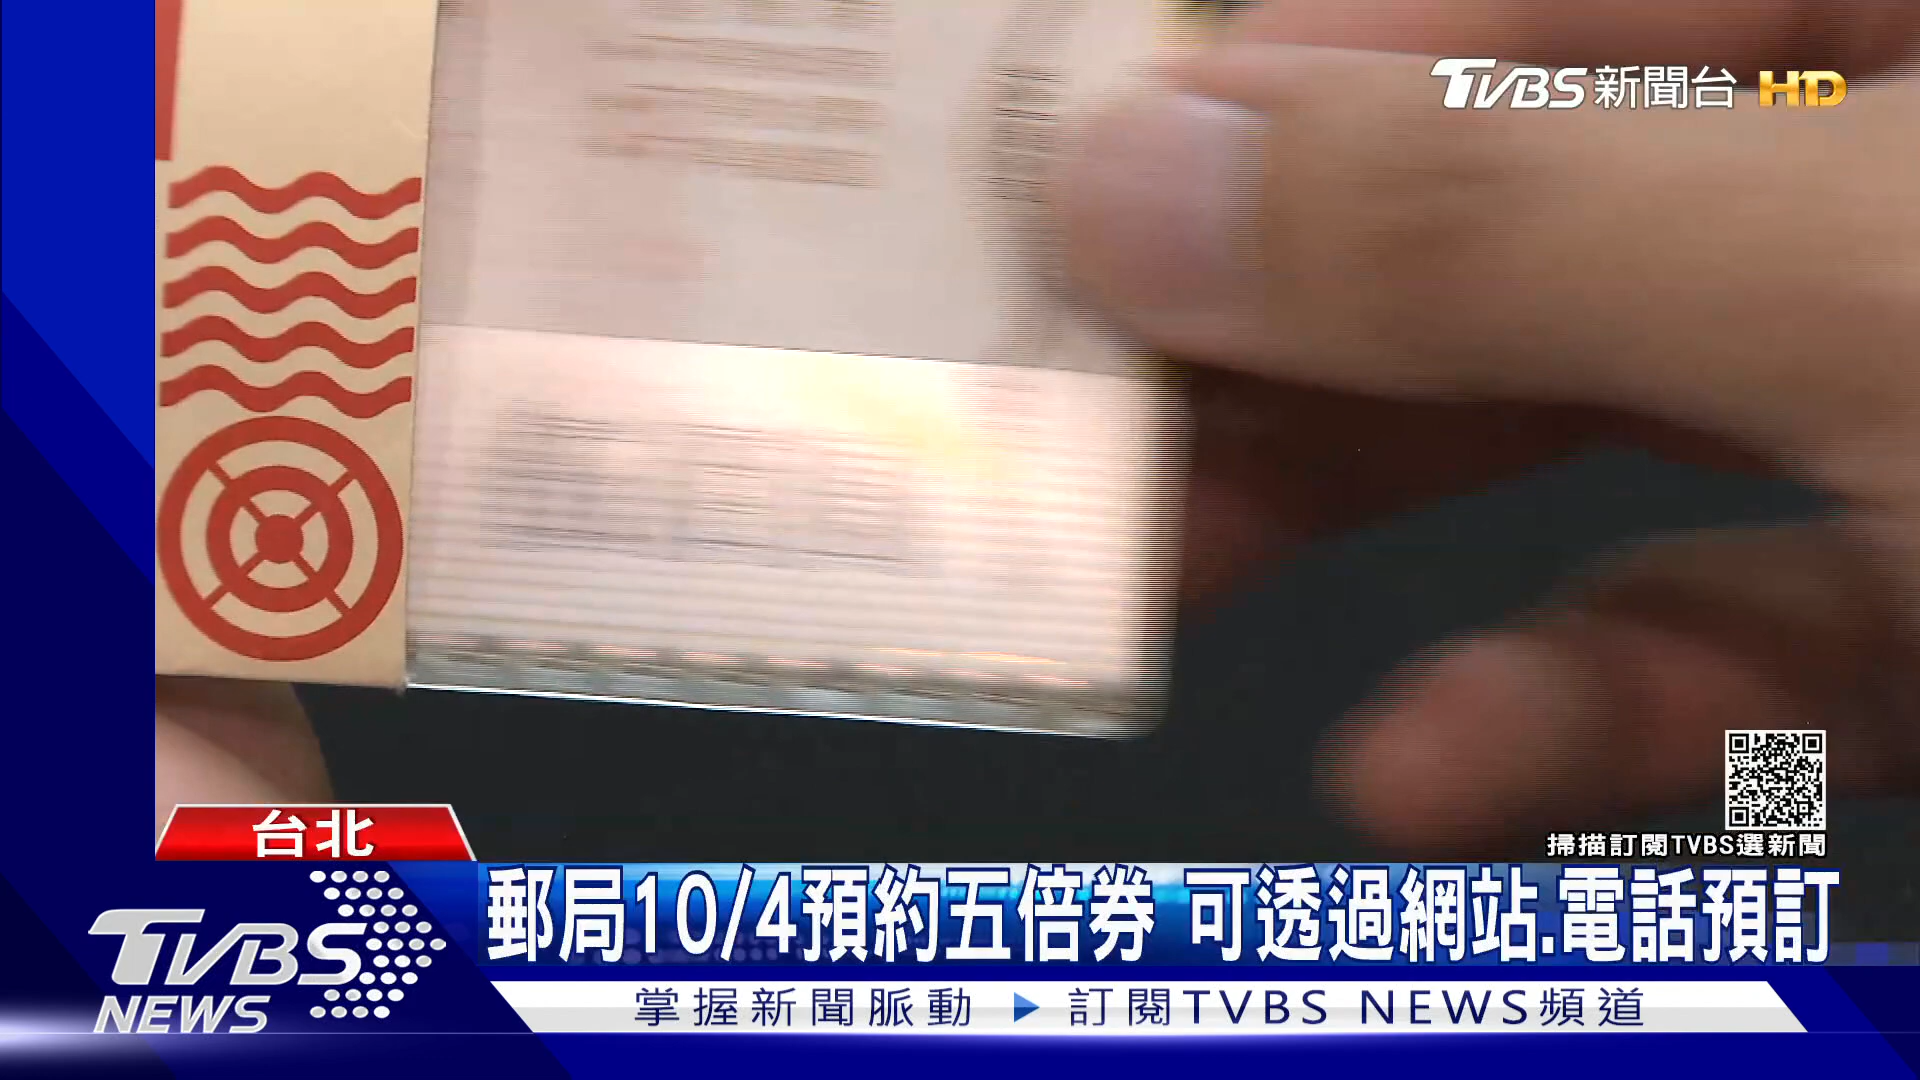 TVBS新聞台 HD
掃描訂閱TVBS選新聞
台北
郵局10/4預約五倍券 可透過網站.電話預訂
TVBS NEWS
掌握新聞脈動 ▶ 訂閱TVBS NEWS頻道